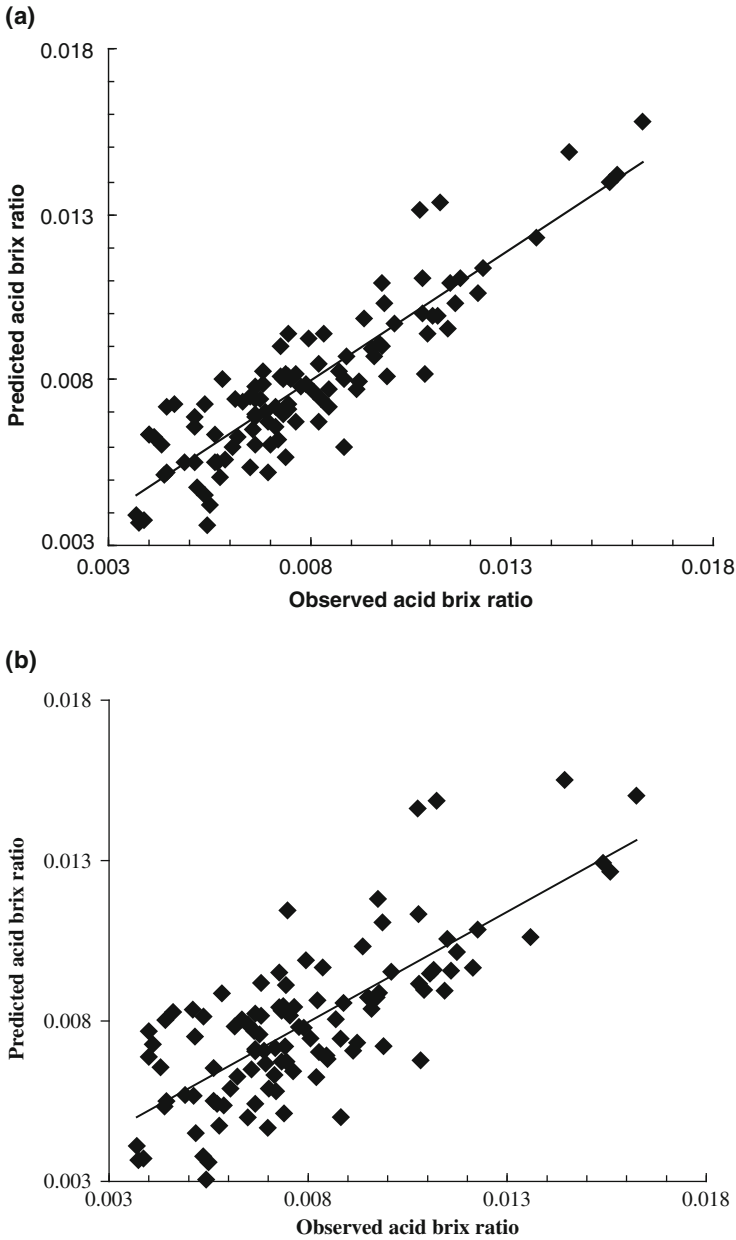 (a)
0.018
0.013
0.008
0.003
Predicted acid brix ratio
0.003 0.008 0.013 0.018
Observed acid brix ratio
(b)
0.018
0.013
0.008
0.003
Predicted acid brix ratio
0.003 0.008 0.013 0.018
Observed acid brix ratio